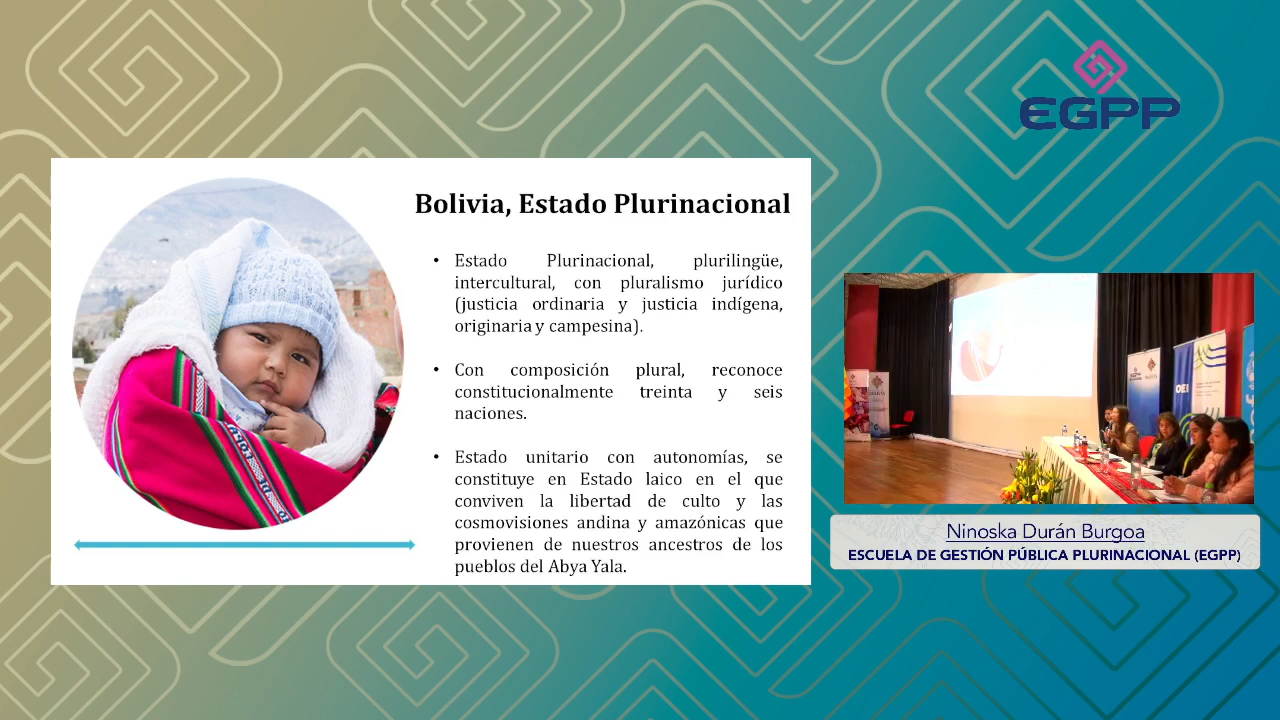 EGPP
Bolivia, Estado Plurinacional
• Estado Plurinacional, plurilingüe,
intercultural, con pluralismo jurídico
(justicia ordinaria y justicia indígena,
originaria y campesina).
• Con composición plural, reconoce
constitucionalmente treinta y seis
naciones.
• Estado unitario con autonomías, se
constituye en Estado laico en el que
conviven la libertad de culto y las
cosmovisiones andina y amazónicas que
provienen de nuestros ancestros de los
pueblos del Abya Yala.
OEI
Ninoska Durán Burgoa
ESCUELA DE GESTIÓN PÚBLICA PLURINACIONAL (EGPP)